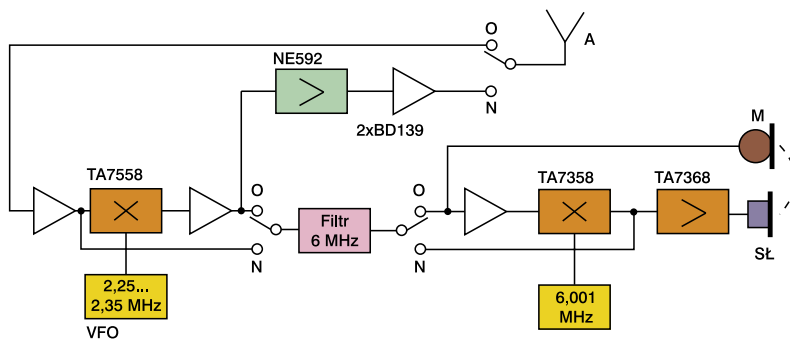 O
A
NE592
N
2xBD139
M
TA7558
TA7358
TA7368
O
O
Filtr
6 MHz
N
N
SŁ
2,25...
2,35 MHz
6,001
MHz
VFO